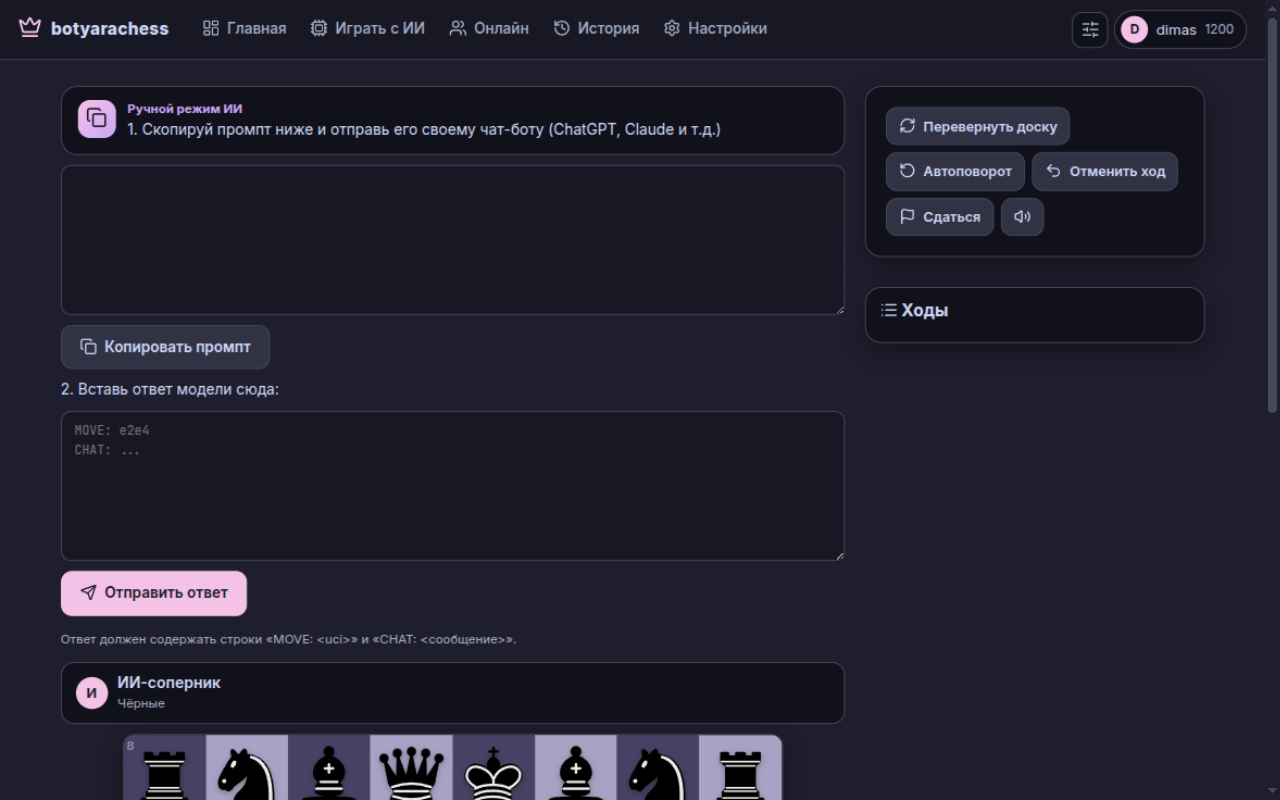 botyarachess
Главная
Играть с ИИ
Онлайн
История
Настройки
D
dimas 1200
Ручной режим ИИ
1. Скопируй промпт ниже и отправь его своему чат-боту (ChatGPT, Claude и т.д.)
Копировать промпт
2. Вставь ответ модели сюда:
MOVE: e2e4
CHAT: ...
Отправить ответ
Ответ должен содержать строки «MOVE: <uci>» и «CHAT: <сообщение>».
И
ИИ-соперник
Чёрные
8
Перевернуть доску
Автоповорот
Отменить ход
Сдаться
Ходы